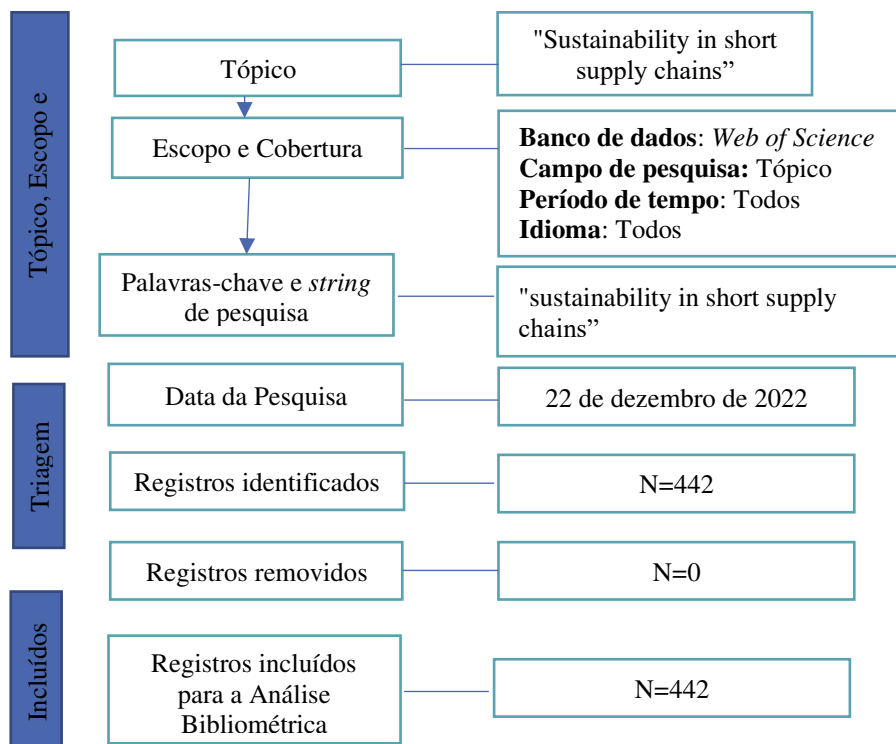 Tópico, Escopo e
Tópico
"Sustainability in short
supply chains”
Escopo e Cobertura
Banco de dados: Web of Science
Campo de pesquisa: Tópico
Período de tempo: Todos
Idioma: Todos
Palavras-chave e string
de pesquisa
"sustainability in short supply
chains”
Triagem
Data da Pesquisa
22 de dezembro de 2022
Registros identificados
N=442
Registros removidos
N=0
Incluídos
Registros incluídos
para a Análise
Bibliométrica
N=442